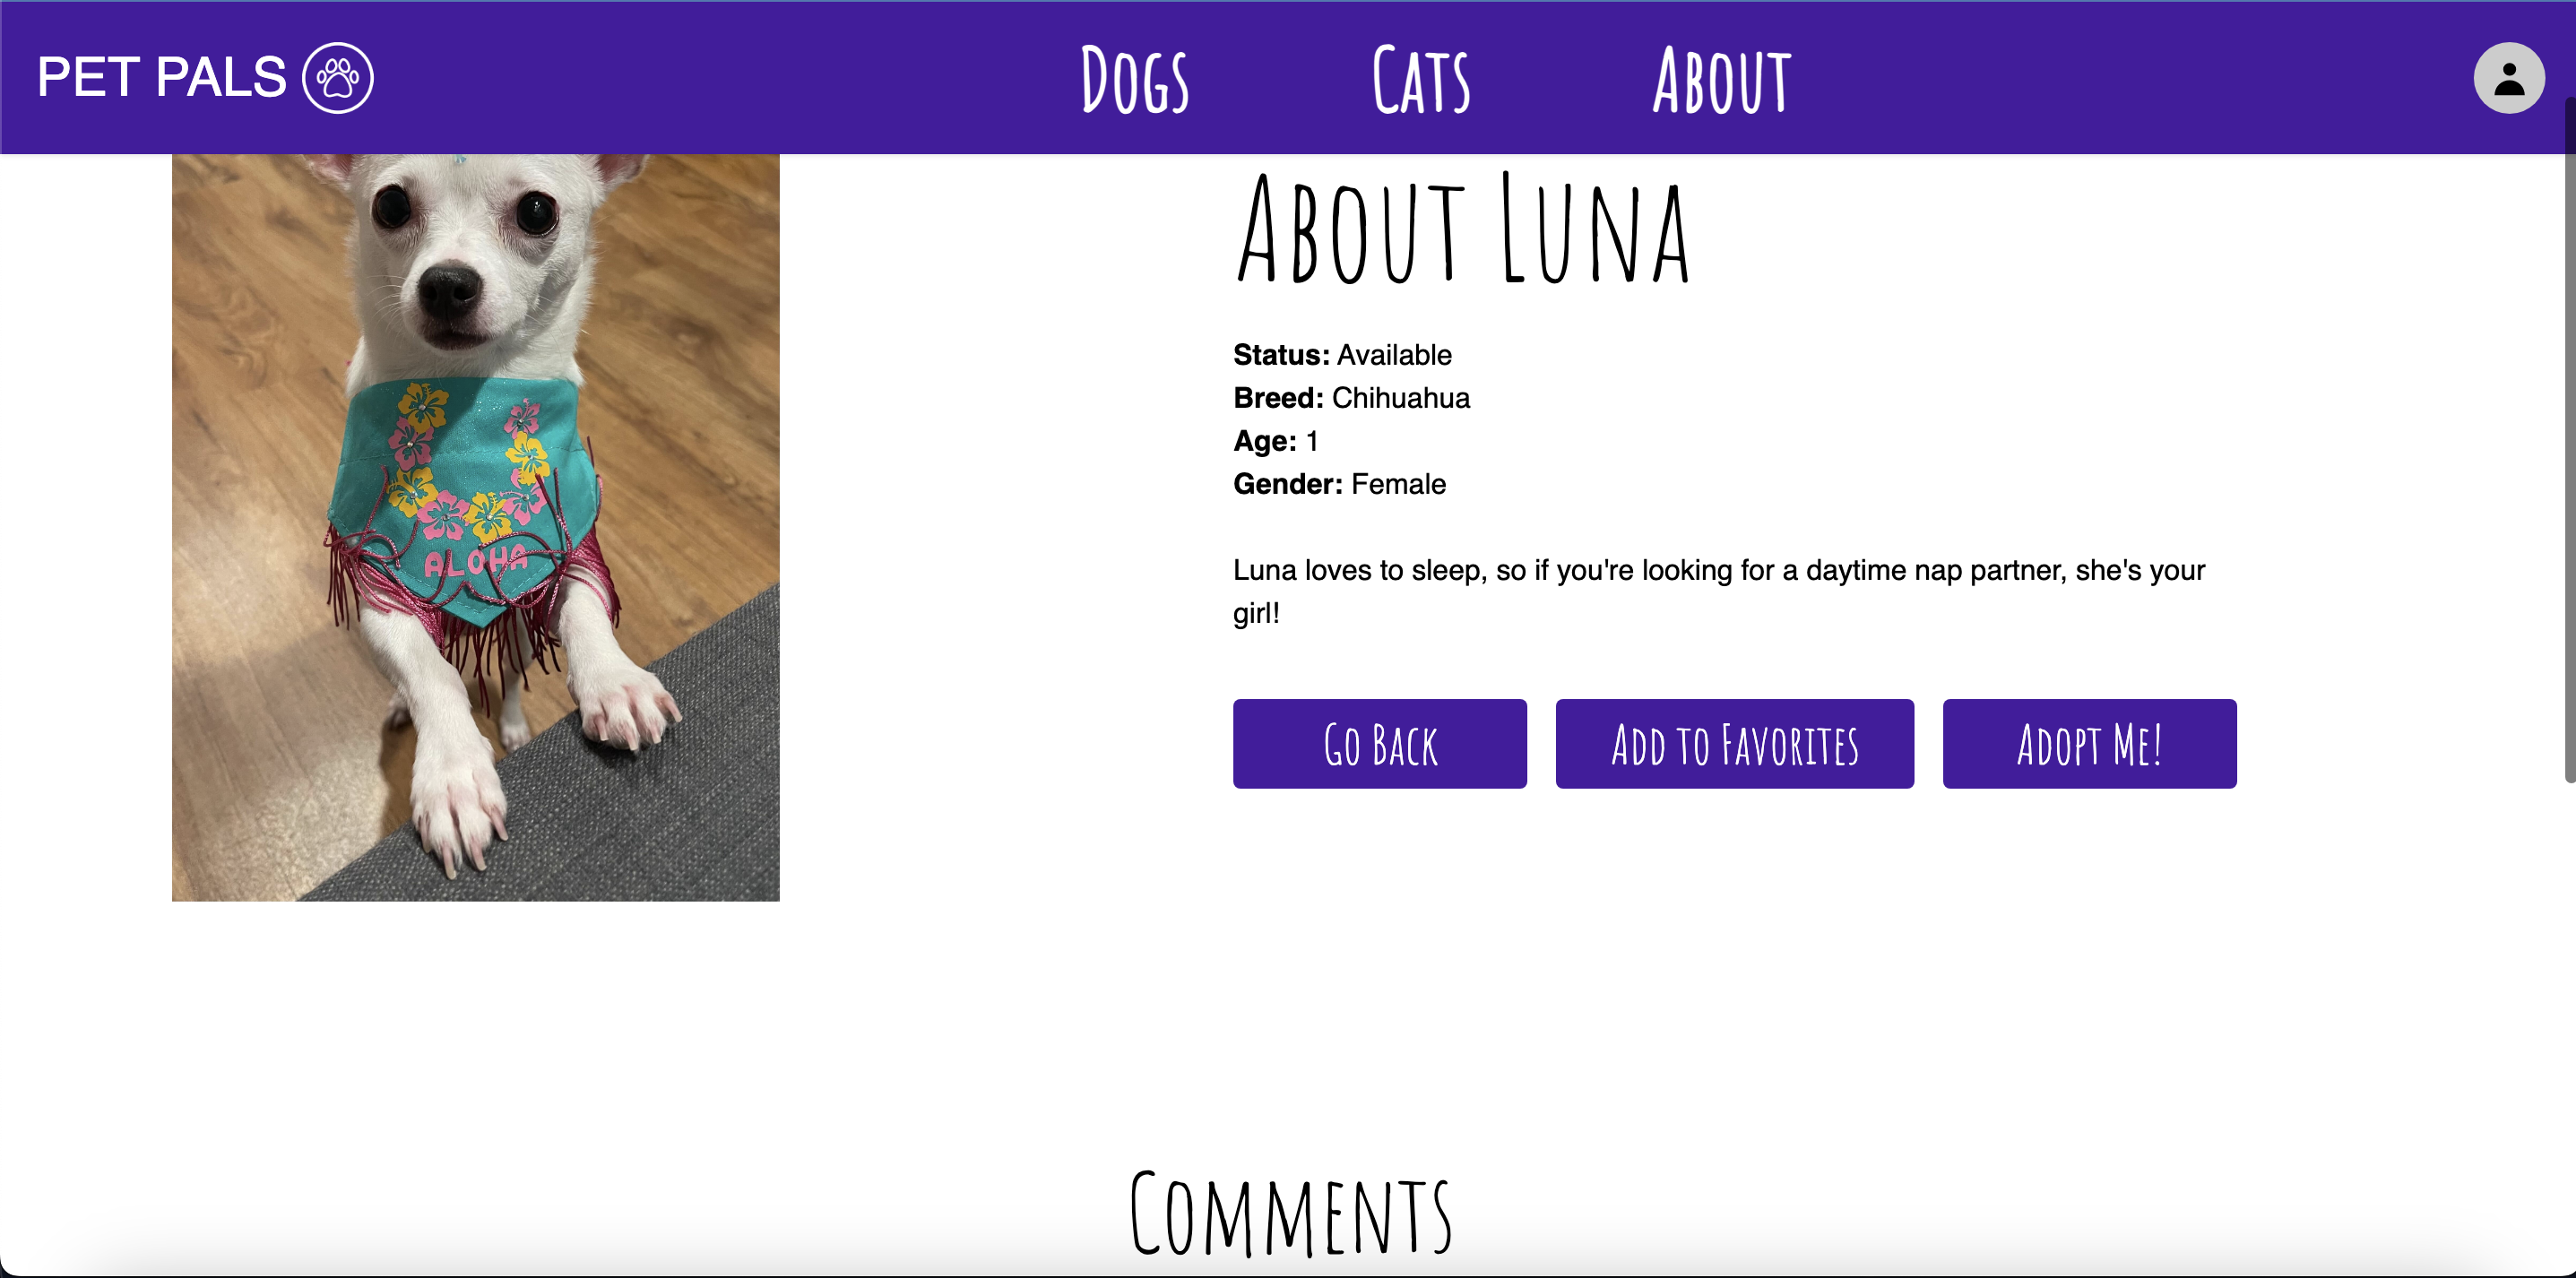 PET PALS
Dogs
Cats
About
About Luna
Status: Available
Breed: Chihuahua
Age: 1
Gender: Female
Luna loves to sleep, so if you're looking for a daytime nap partner, she's your
girl!
ALOHA
Go Back
Add to Favorites
Adopt Me!
Comments